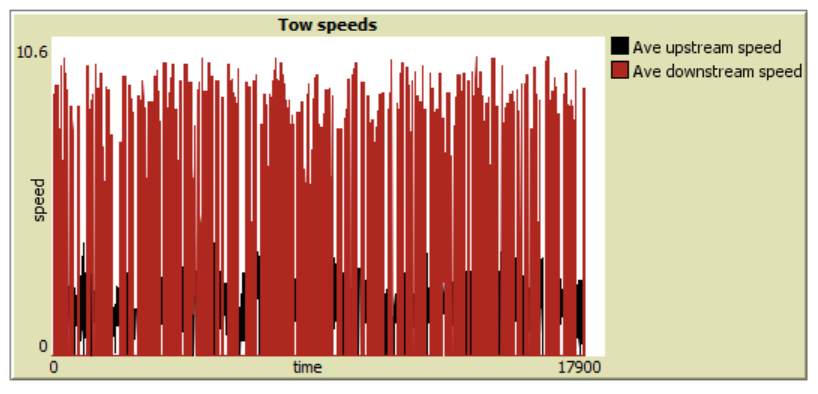 Tow speeds
10.6
speed
0
0
time
17900
Ave upstream speed
Ave downstream speed